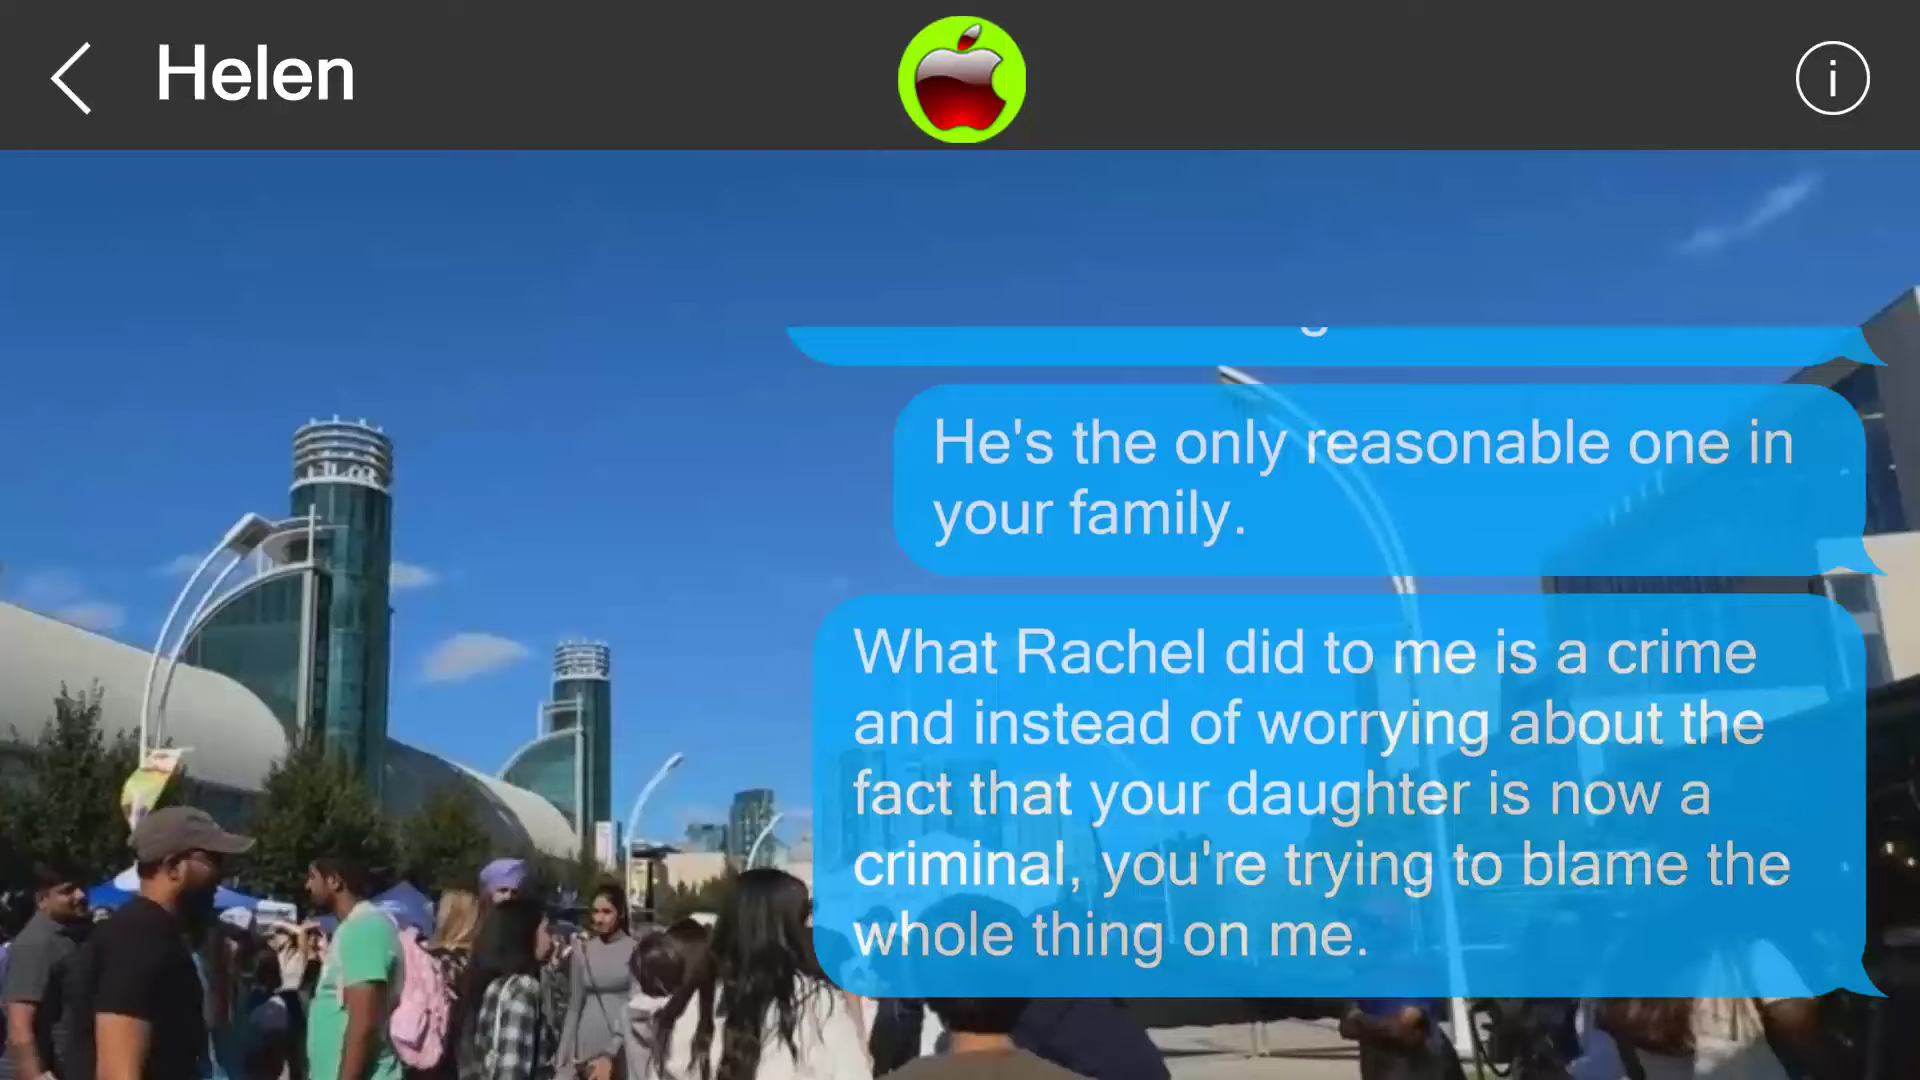 Helen
He's the only reasonable one in
your family.
What Rachel did to me is a crime
and instead of worrying about the
fact that your daughter is now a
criminal, you're trying to blame the
whole thing on me.